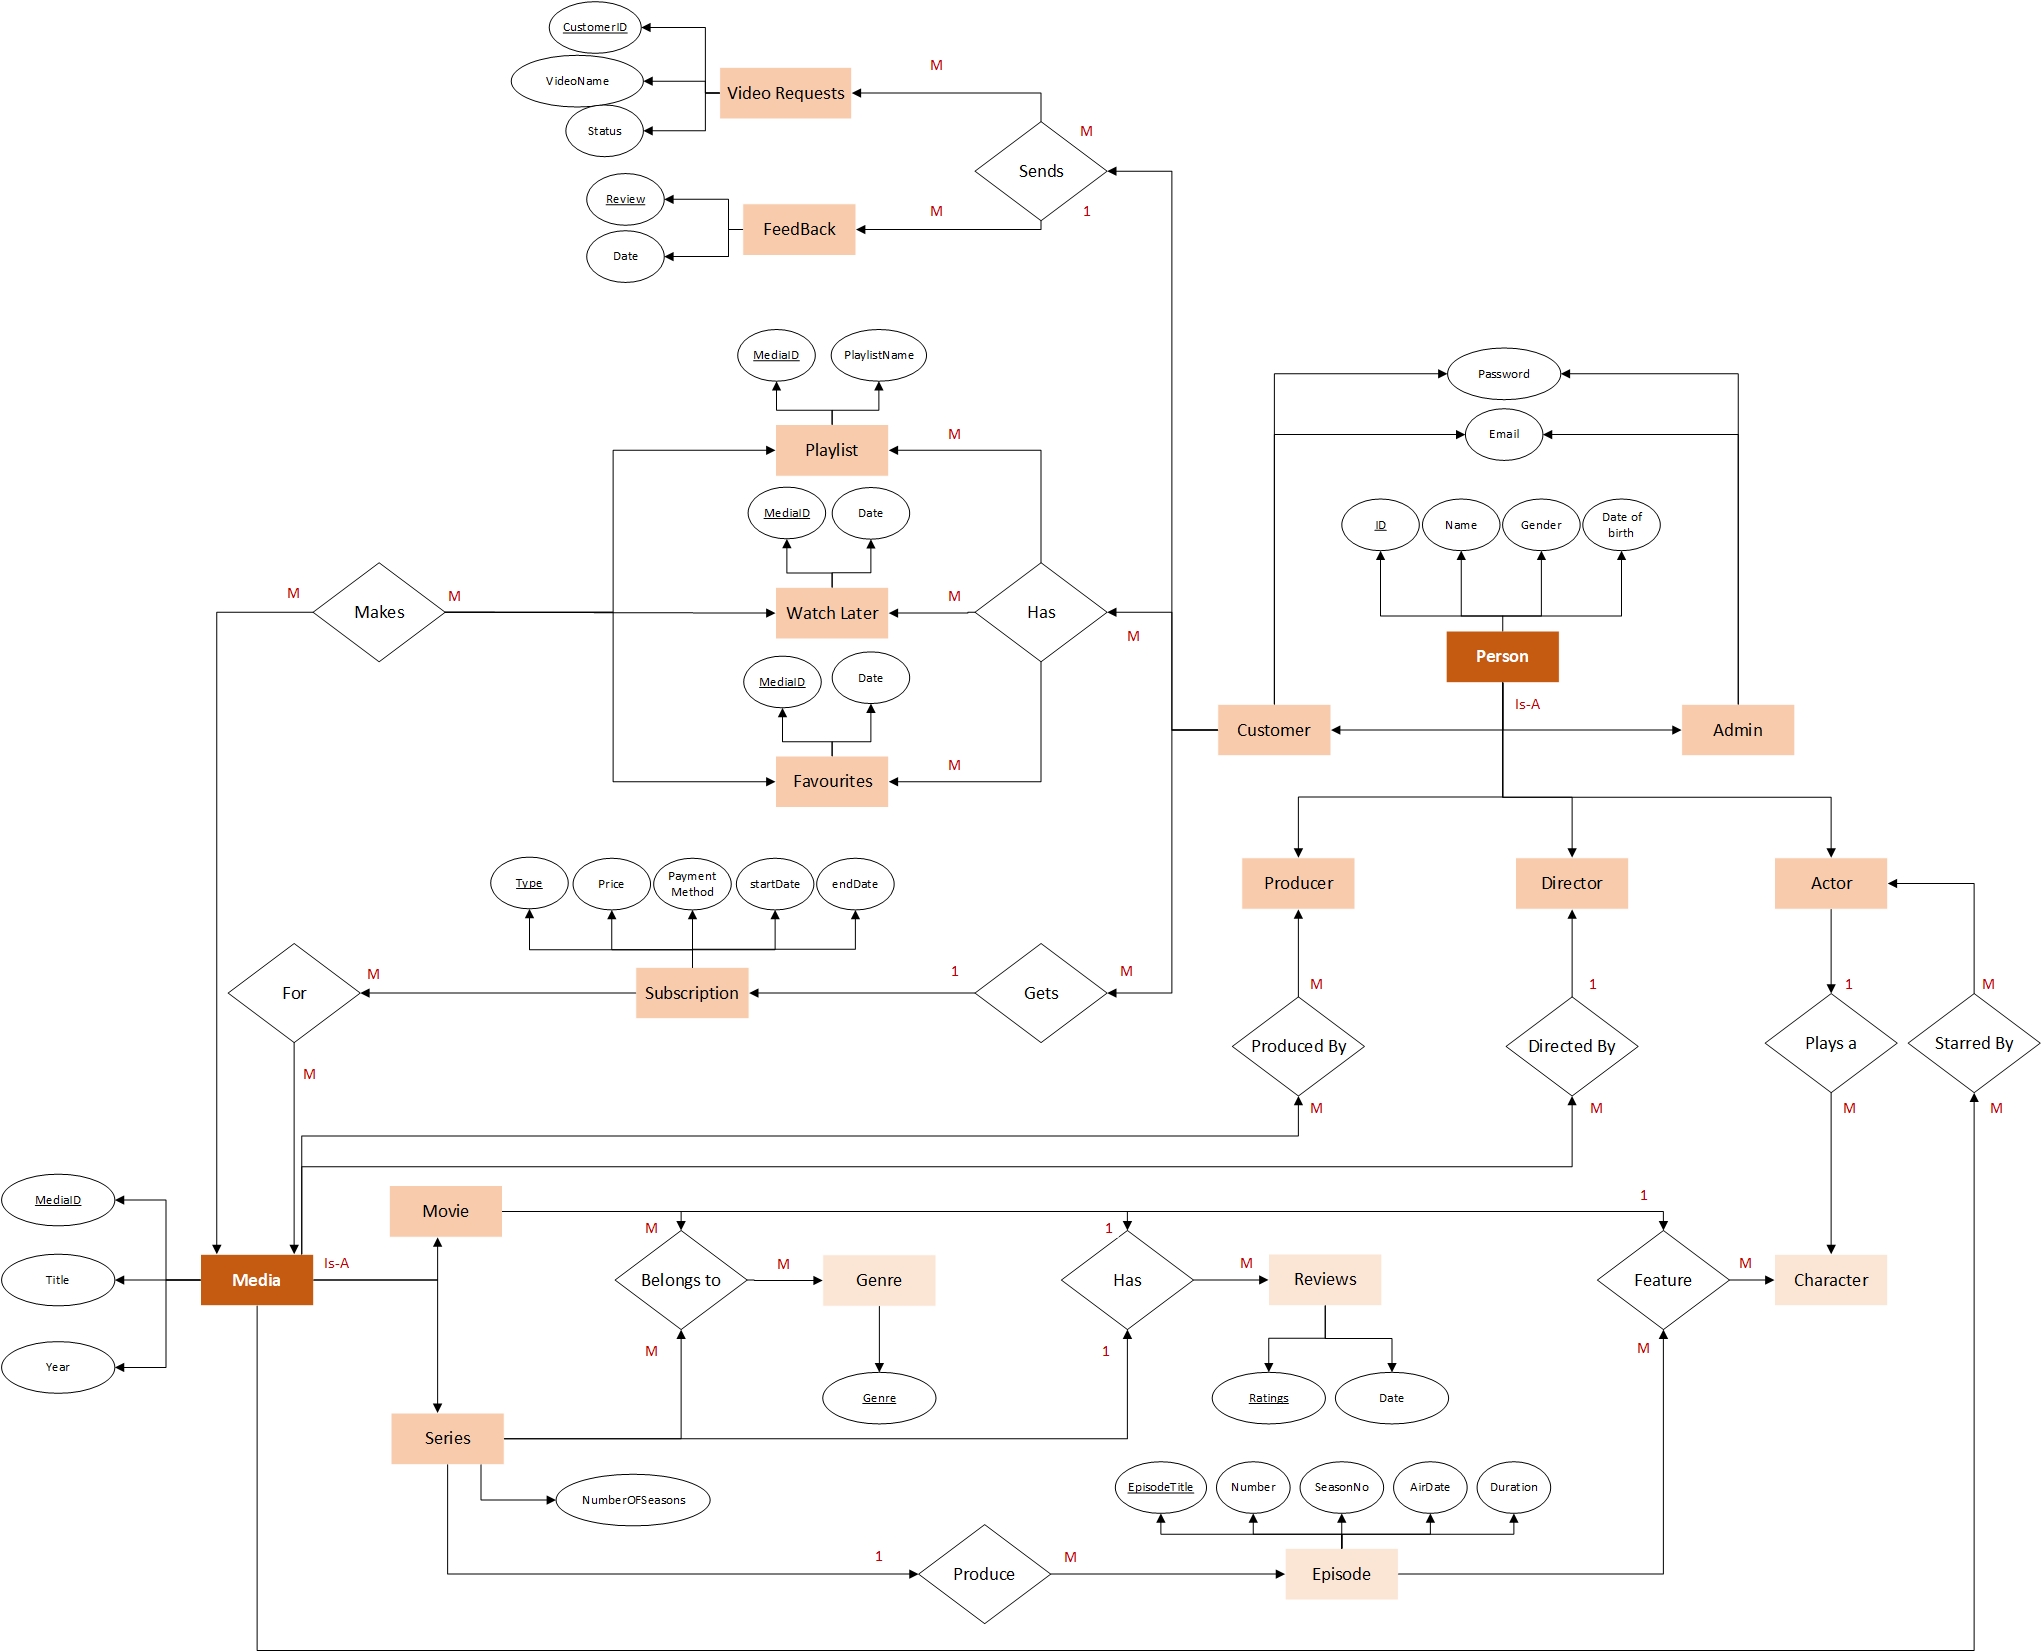 CustomerID
M
VideoName
Video Requests
Status
M
Sends
Review
M
1
FeedBack
Date
MediaID
PlaylistName
Password
Email
Playlist
M
MediaID
Date
ID
Name
Gender
Date of
birth
M
Makes
M
Watch Later
M
Has
M
Person
MediaID
Date
Is-A
Customer
Admin
Favourites
M
Type
Price
Payment
Method
startDate
endDate
Producer
Director
Actor
For
M
Subscription
1
Gets
M
M
1
1
M
Produced By
Directed By
Plays a
Starred By
M
M
M
M
M
MediaID
Movie
1
M
1
Is-A
M
M
M
Title
Media
Belongs to
Genre
Has
Reviews
Feature
Character
Year
M
1
M
Genre
Ratings
Date
Series
NumberOFSeasons
EpisodeTitle
Number
SeasonNo
AirDate
Duration
1
Produce
M
Episode